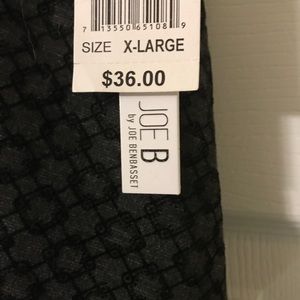 7 13550 65108 9
SIZE X-LARGE
$36.00
JOE B
by JOE BENBASSET